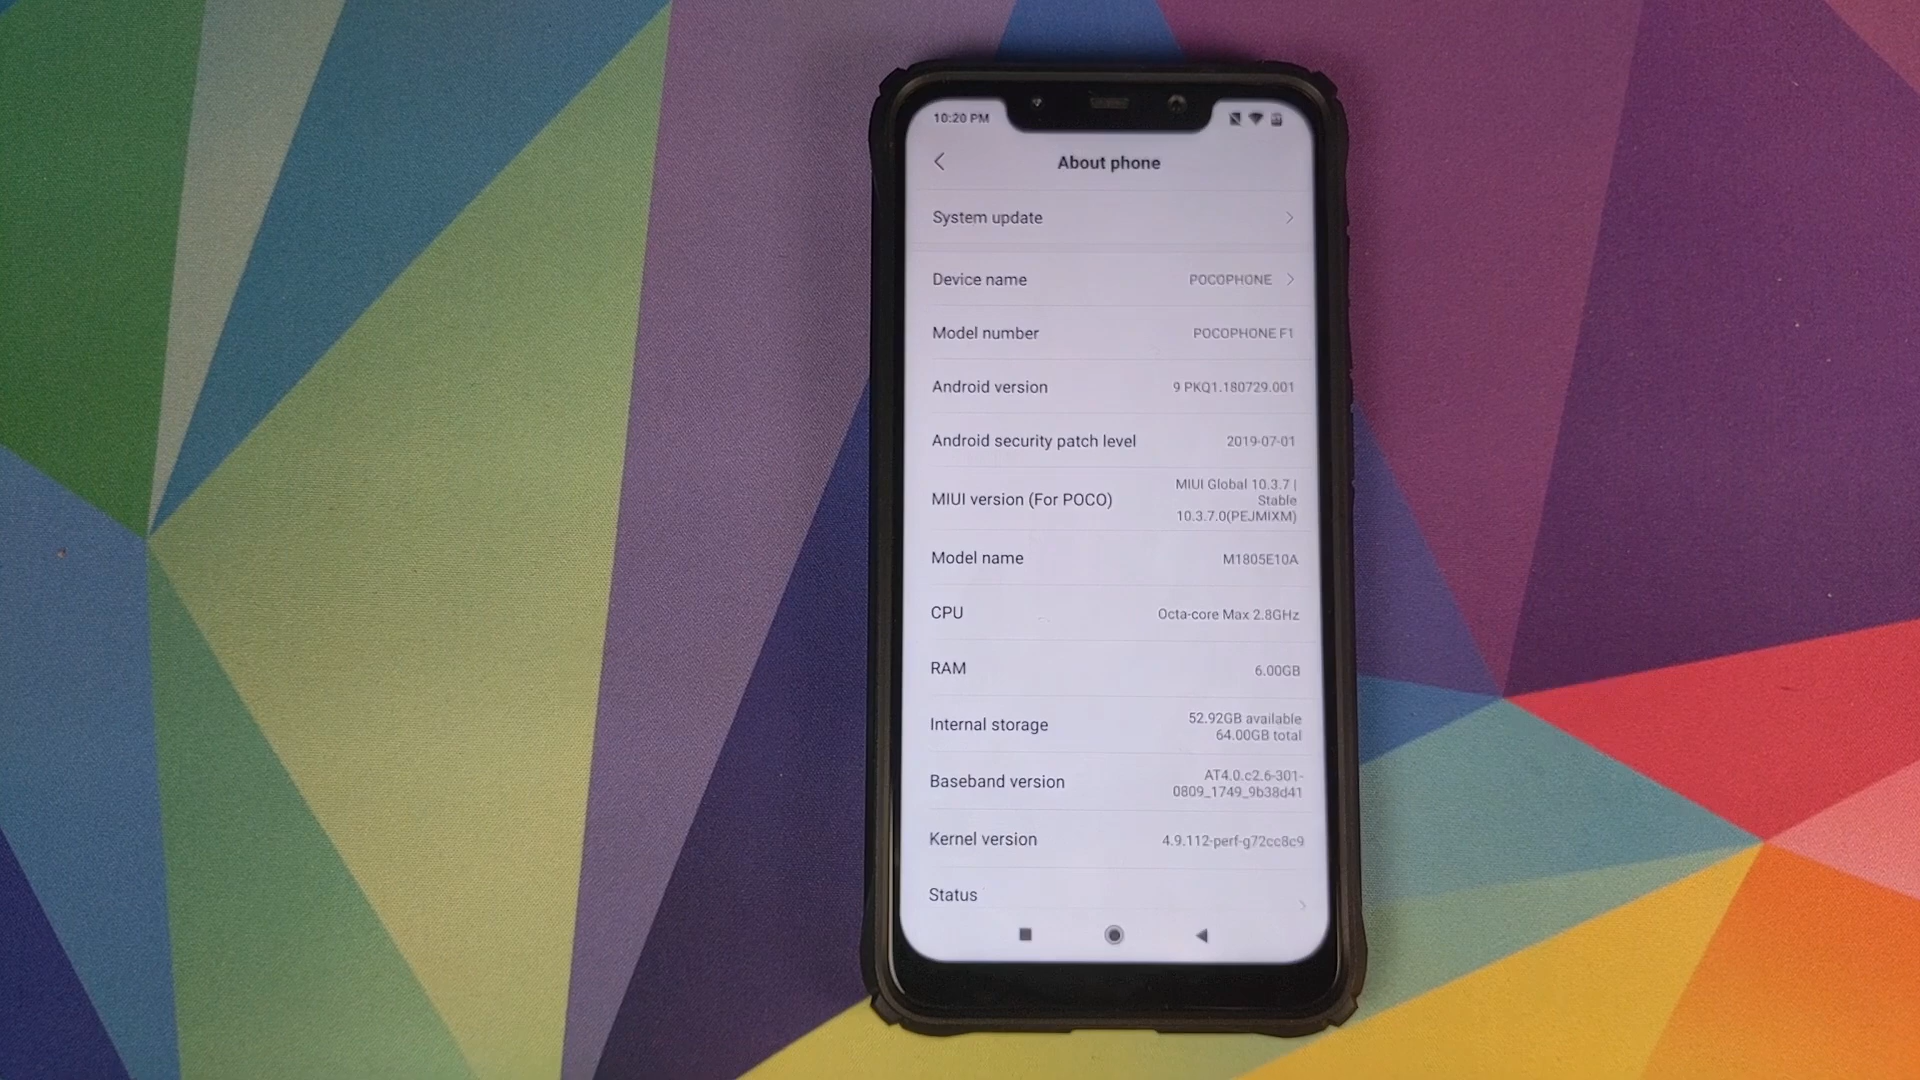 10:20 PM
About phone
System update
Device name POCOPHONE
Model number POCOPHONE F1
Android version 9 PKQ1.180729.001
Android security patch level 2019-07-01
MIUI version (For POCO) MIUI Global 10.3.7 |
Stable
10.3.7.0(PEJMIXM)
Model name M1805E10A
CPU Octa-core Max 2.8GHz
RAM 6.00GB
Internal storage 52.92GB available
64.00GB total
Baseband version AT4.0.c2.6-301-
0809_1749_9b38d41
Kernel version 4.9.112-perf-g72cc8c9
Status